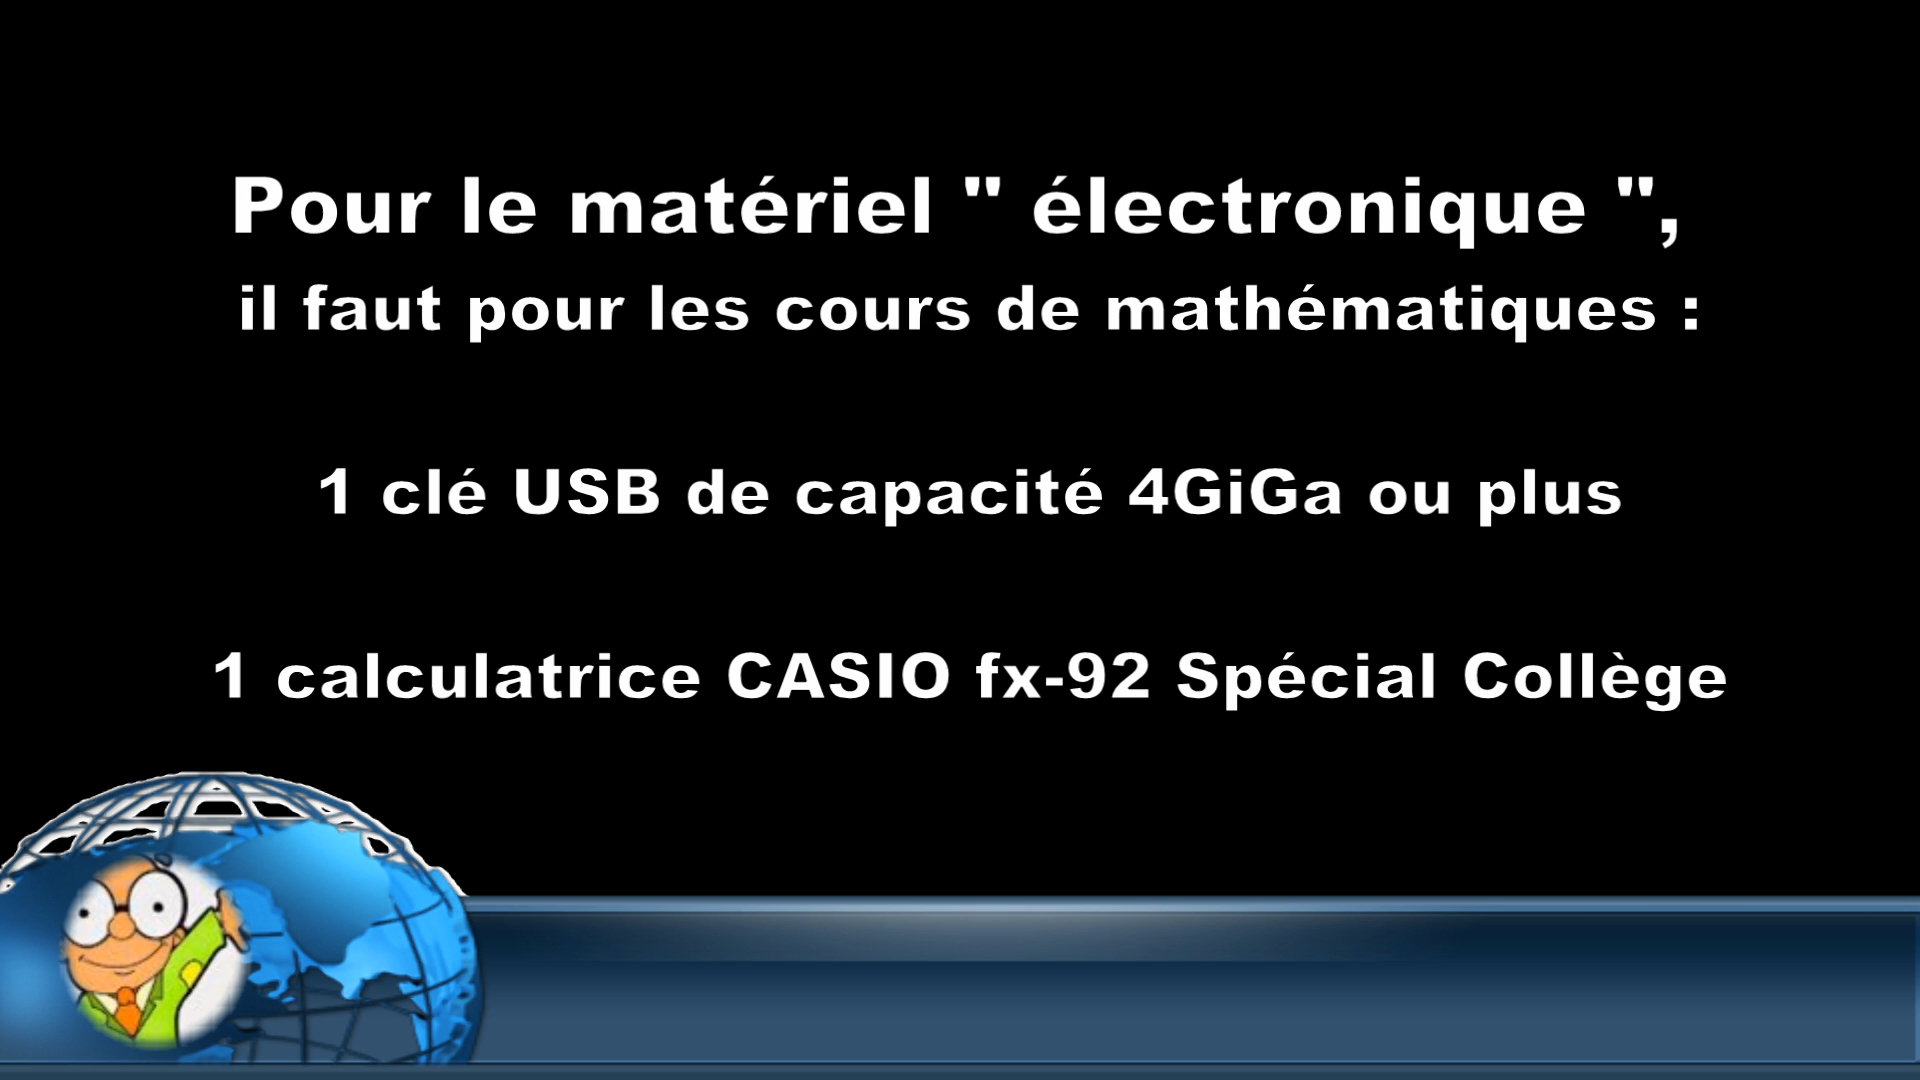 Pour le matériel " électronique ",
il faut pour les cours de mathématiques :
1 clé USB de capacité 4GiGa ou plus
1 calculatrice CASIO fx-92 Spécial Collège